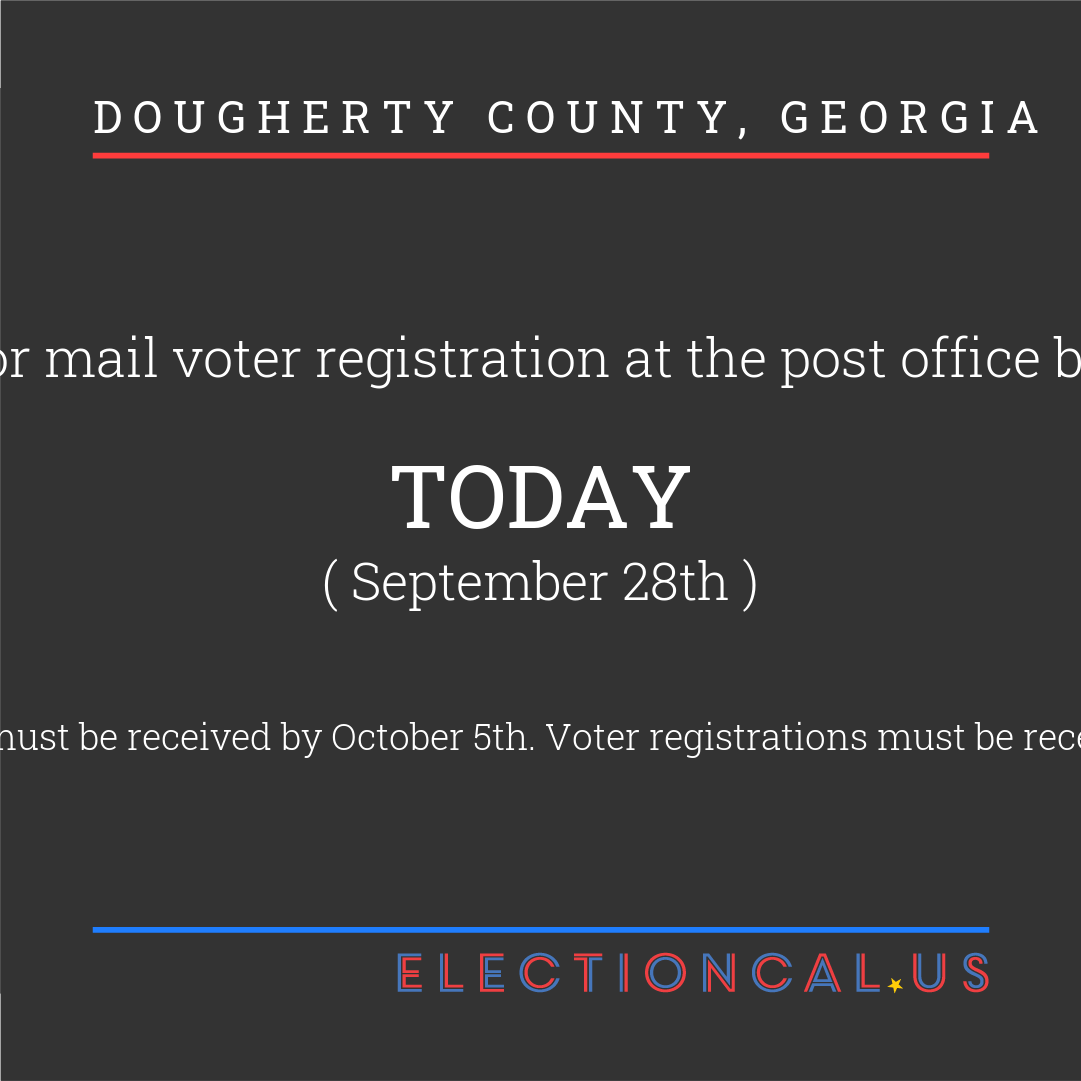 DOUGHERTY COUNTY, GEORGIA
or mail voter registration at the post office b
TODAY
( September 28th )
must be received by October 5th. Voter registrations must be rece
ELECTIONCAL.US